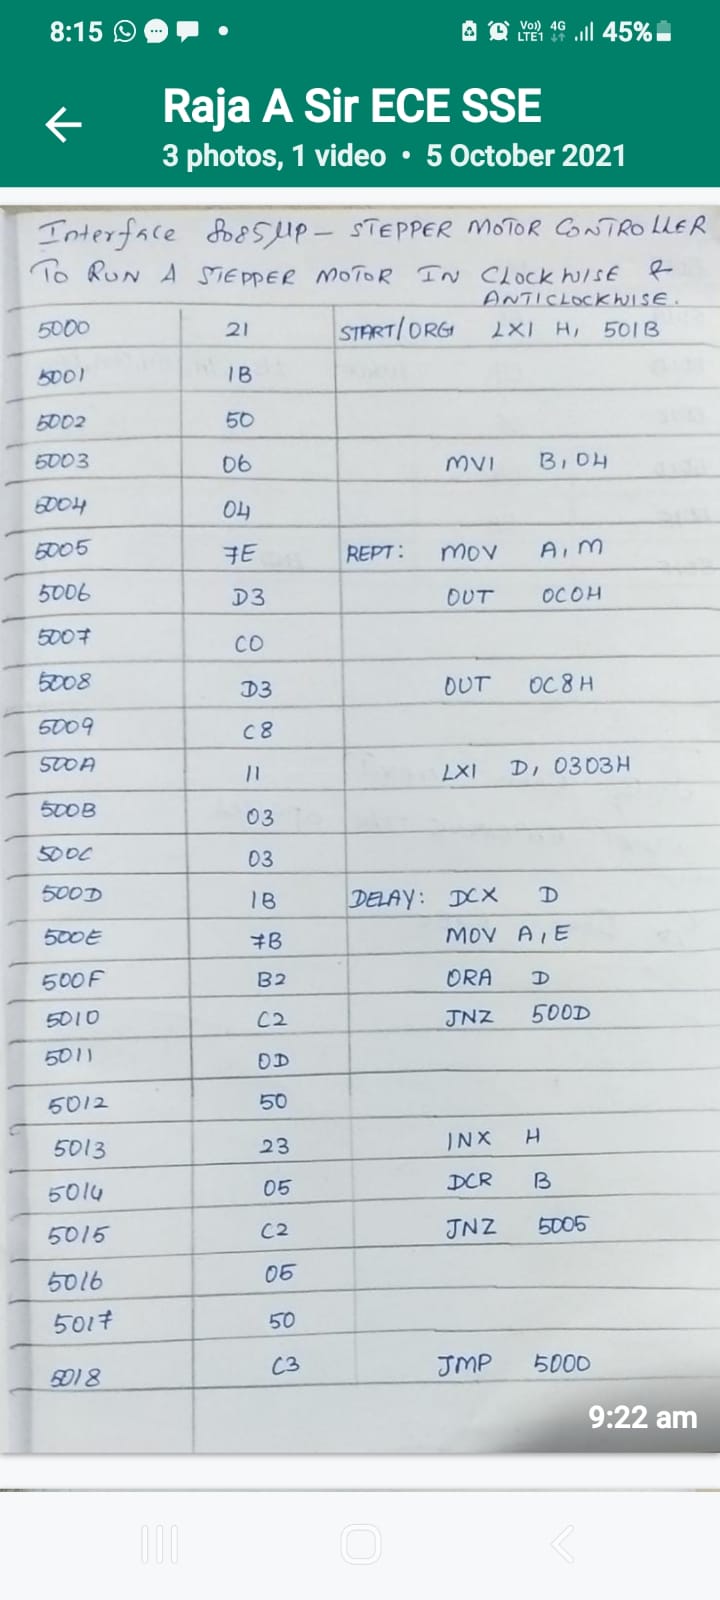 8:15
Vo)) 4G
LTE1
45%
Raja A Sir ECE SSE
3 photos, 1 video • 5 October 2021
Interface 8085μp – STEPPER MOTOR CONTROLLER
TO RUN A STEPPER MOTOR IN CLOCKWISE &
ANTICLOCKWISE.
5000 21 START/ORG LXI H, 501B
5001 1B
5002 50
5003 06 MVI B,04
5004 04
5005 7E REPT: MOV A,M
5006 D3 OUT 0C0H
5007 C0
5008 D3 OUT 0C8H
5009 C8
500A 11 LXI D, 0303H
500B 03
500C 03
500D 1B DELAY: DCX D
500E 7B MOV A,E
500F B2 ORA D
5010 C2 JNZ 500D
5011 0D
5012 50
5013 23 INX H
5014 05 DCR B
5015 C2 JNZ 5005
5016 05
5017 50
5018 C3 JMP 5000
9:22 am